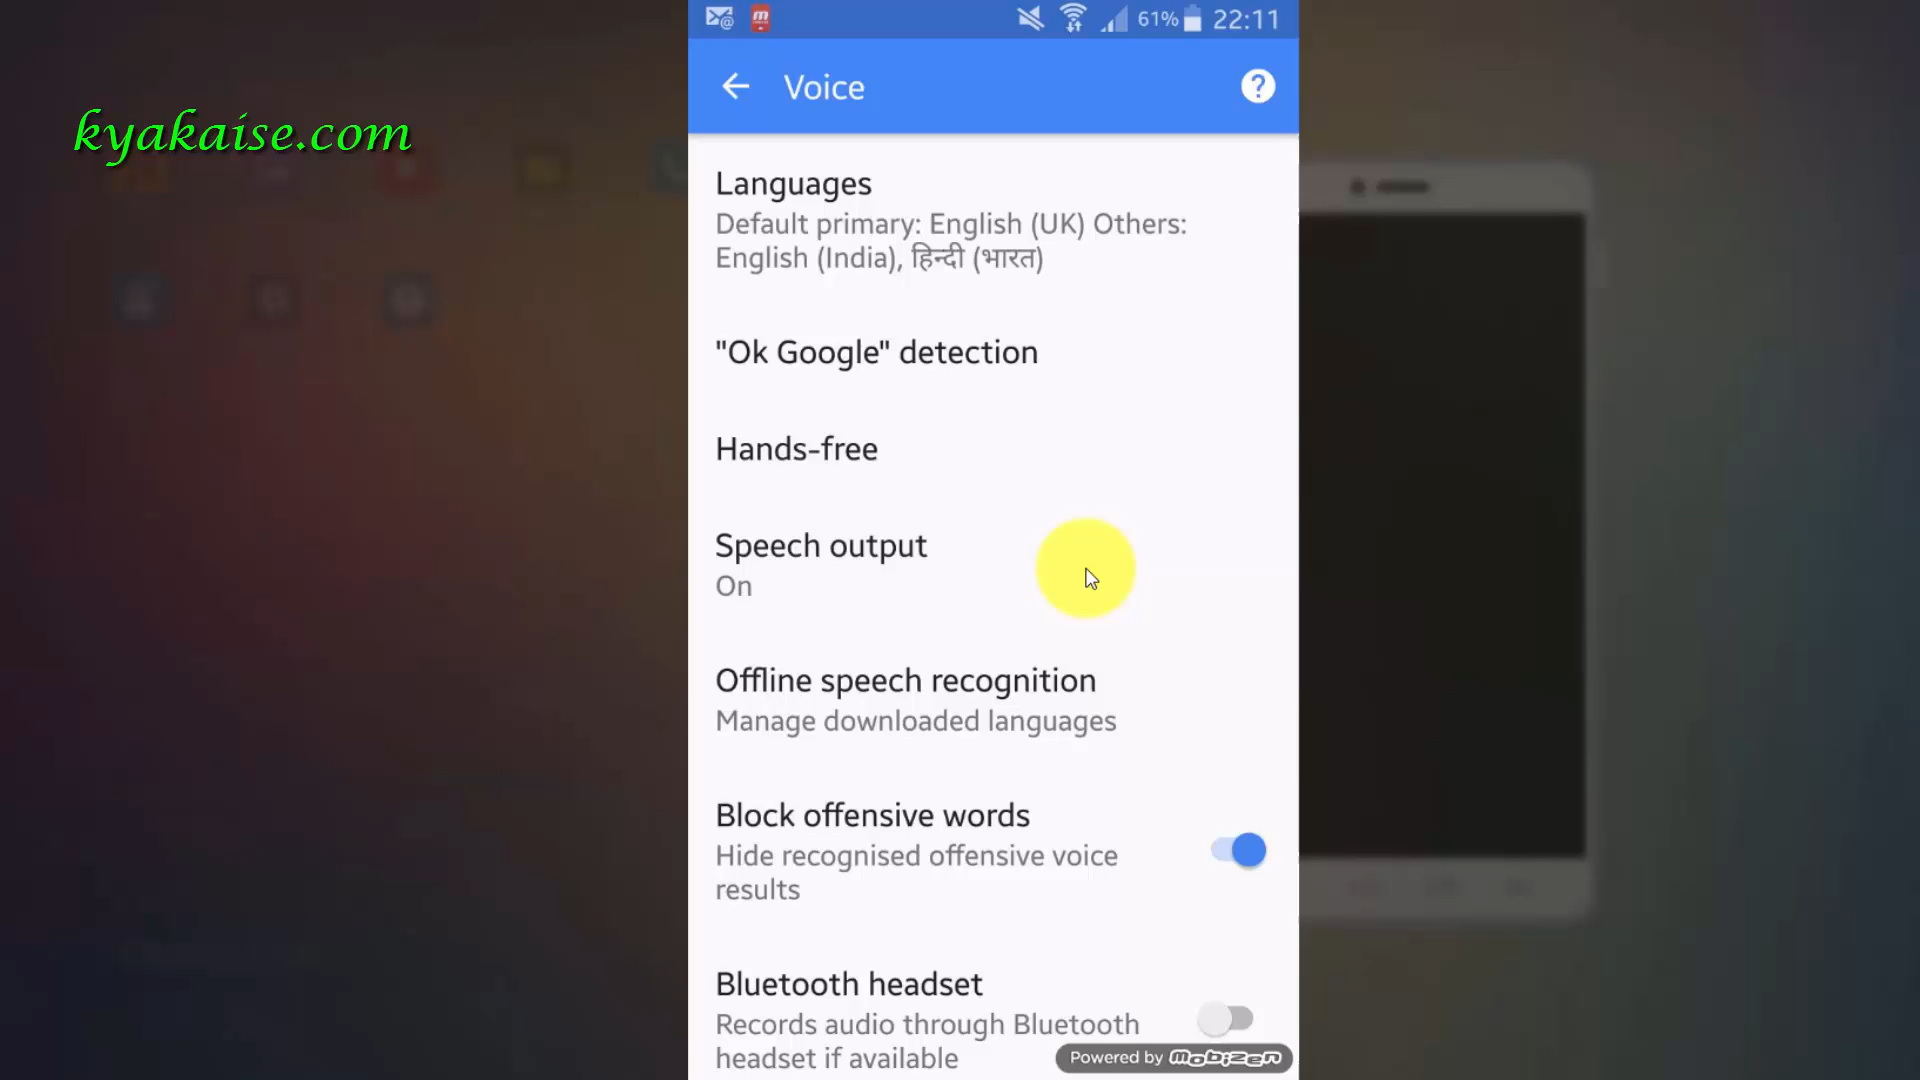 61% 22:11
Voice
kyakaise.com
Languages
Default primary: English (UK) Others:
English (India), हिन्दी (भारत)
"Ok Google" detection
Hands-free
Speech output
On
Offline speech recognition
Manage downloaded languages
Block offensive words
Hide recognised offensive voice
results
Bluetooth headset
Records audio through Bluetooth
headset if available
Powered by mobizen